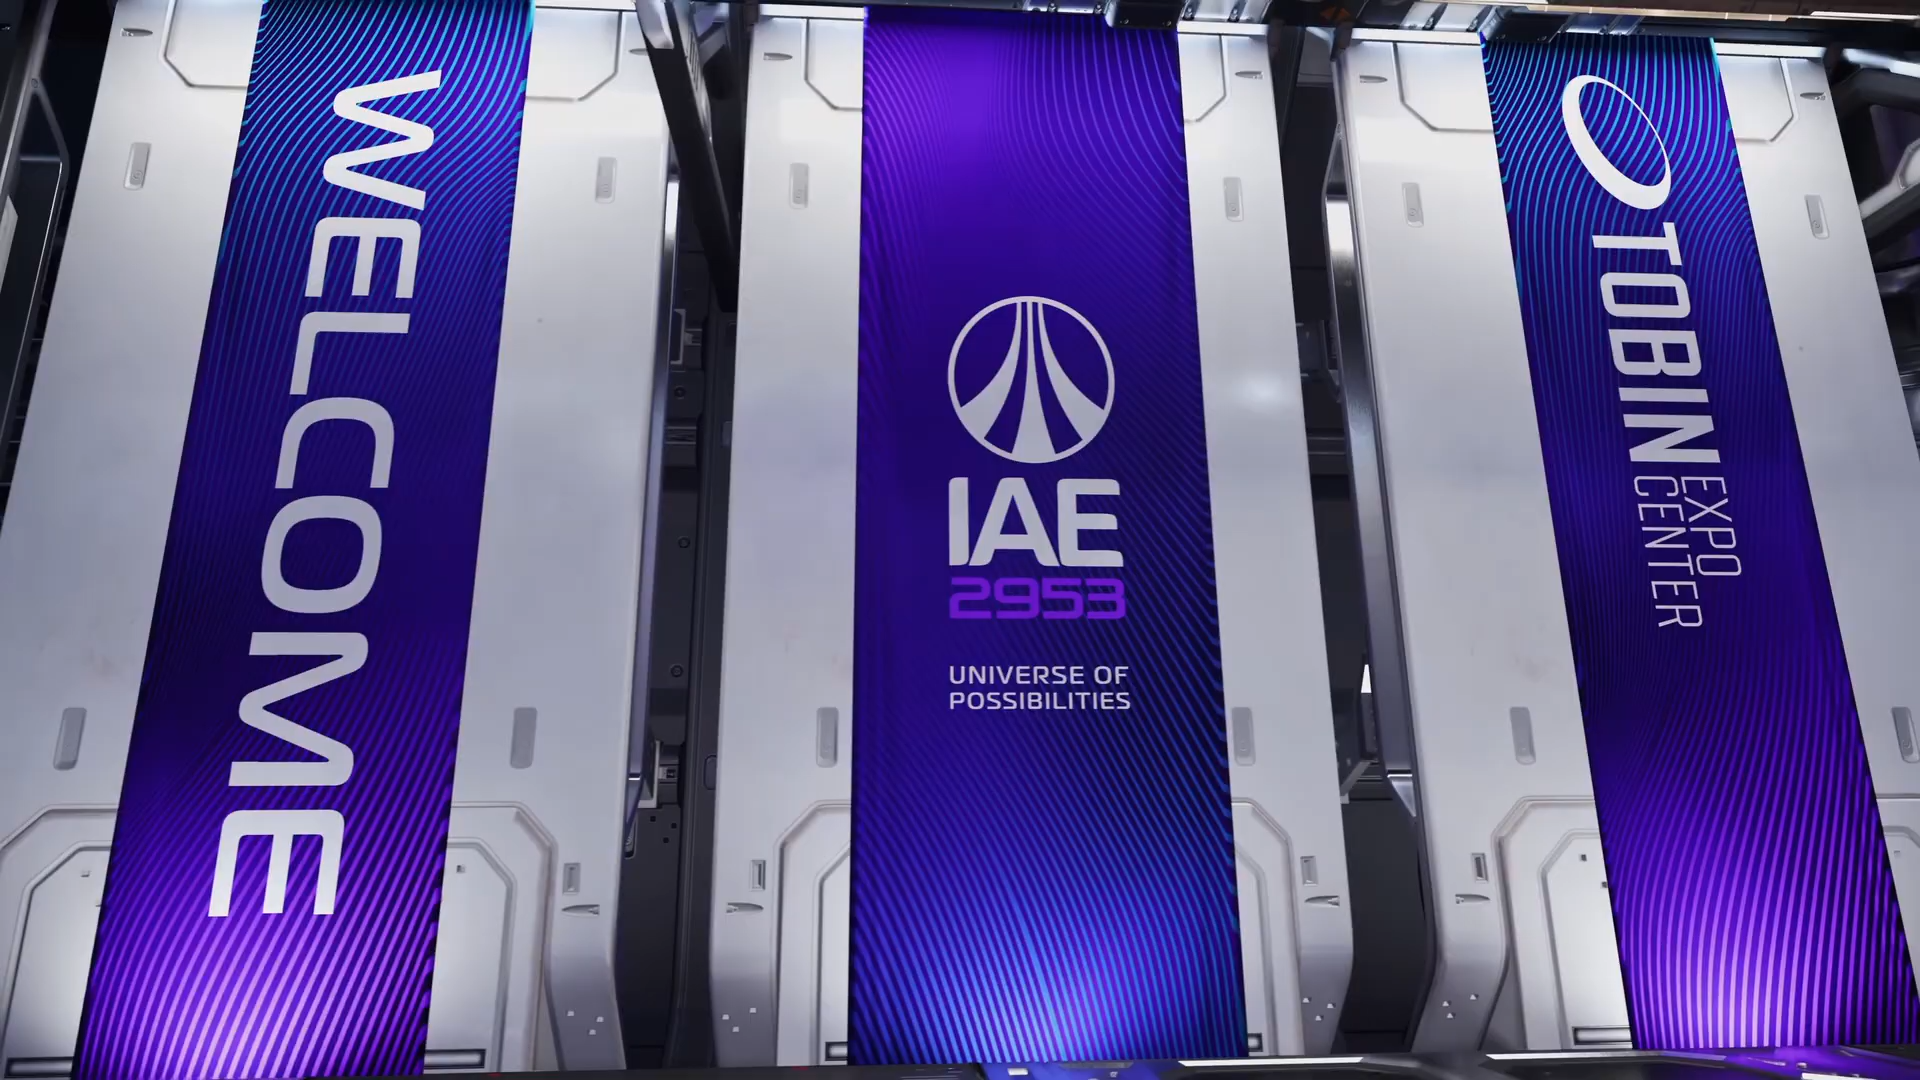 WELCOME
IAE
2953
UNIVERSE OF
POSSIBILITIES
TOBIN
EXPO
CENTER